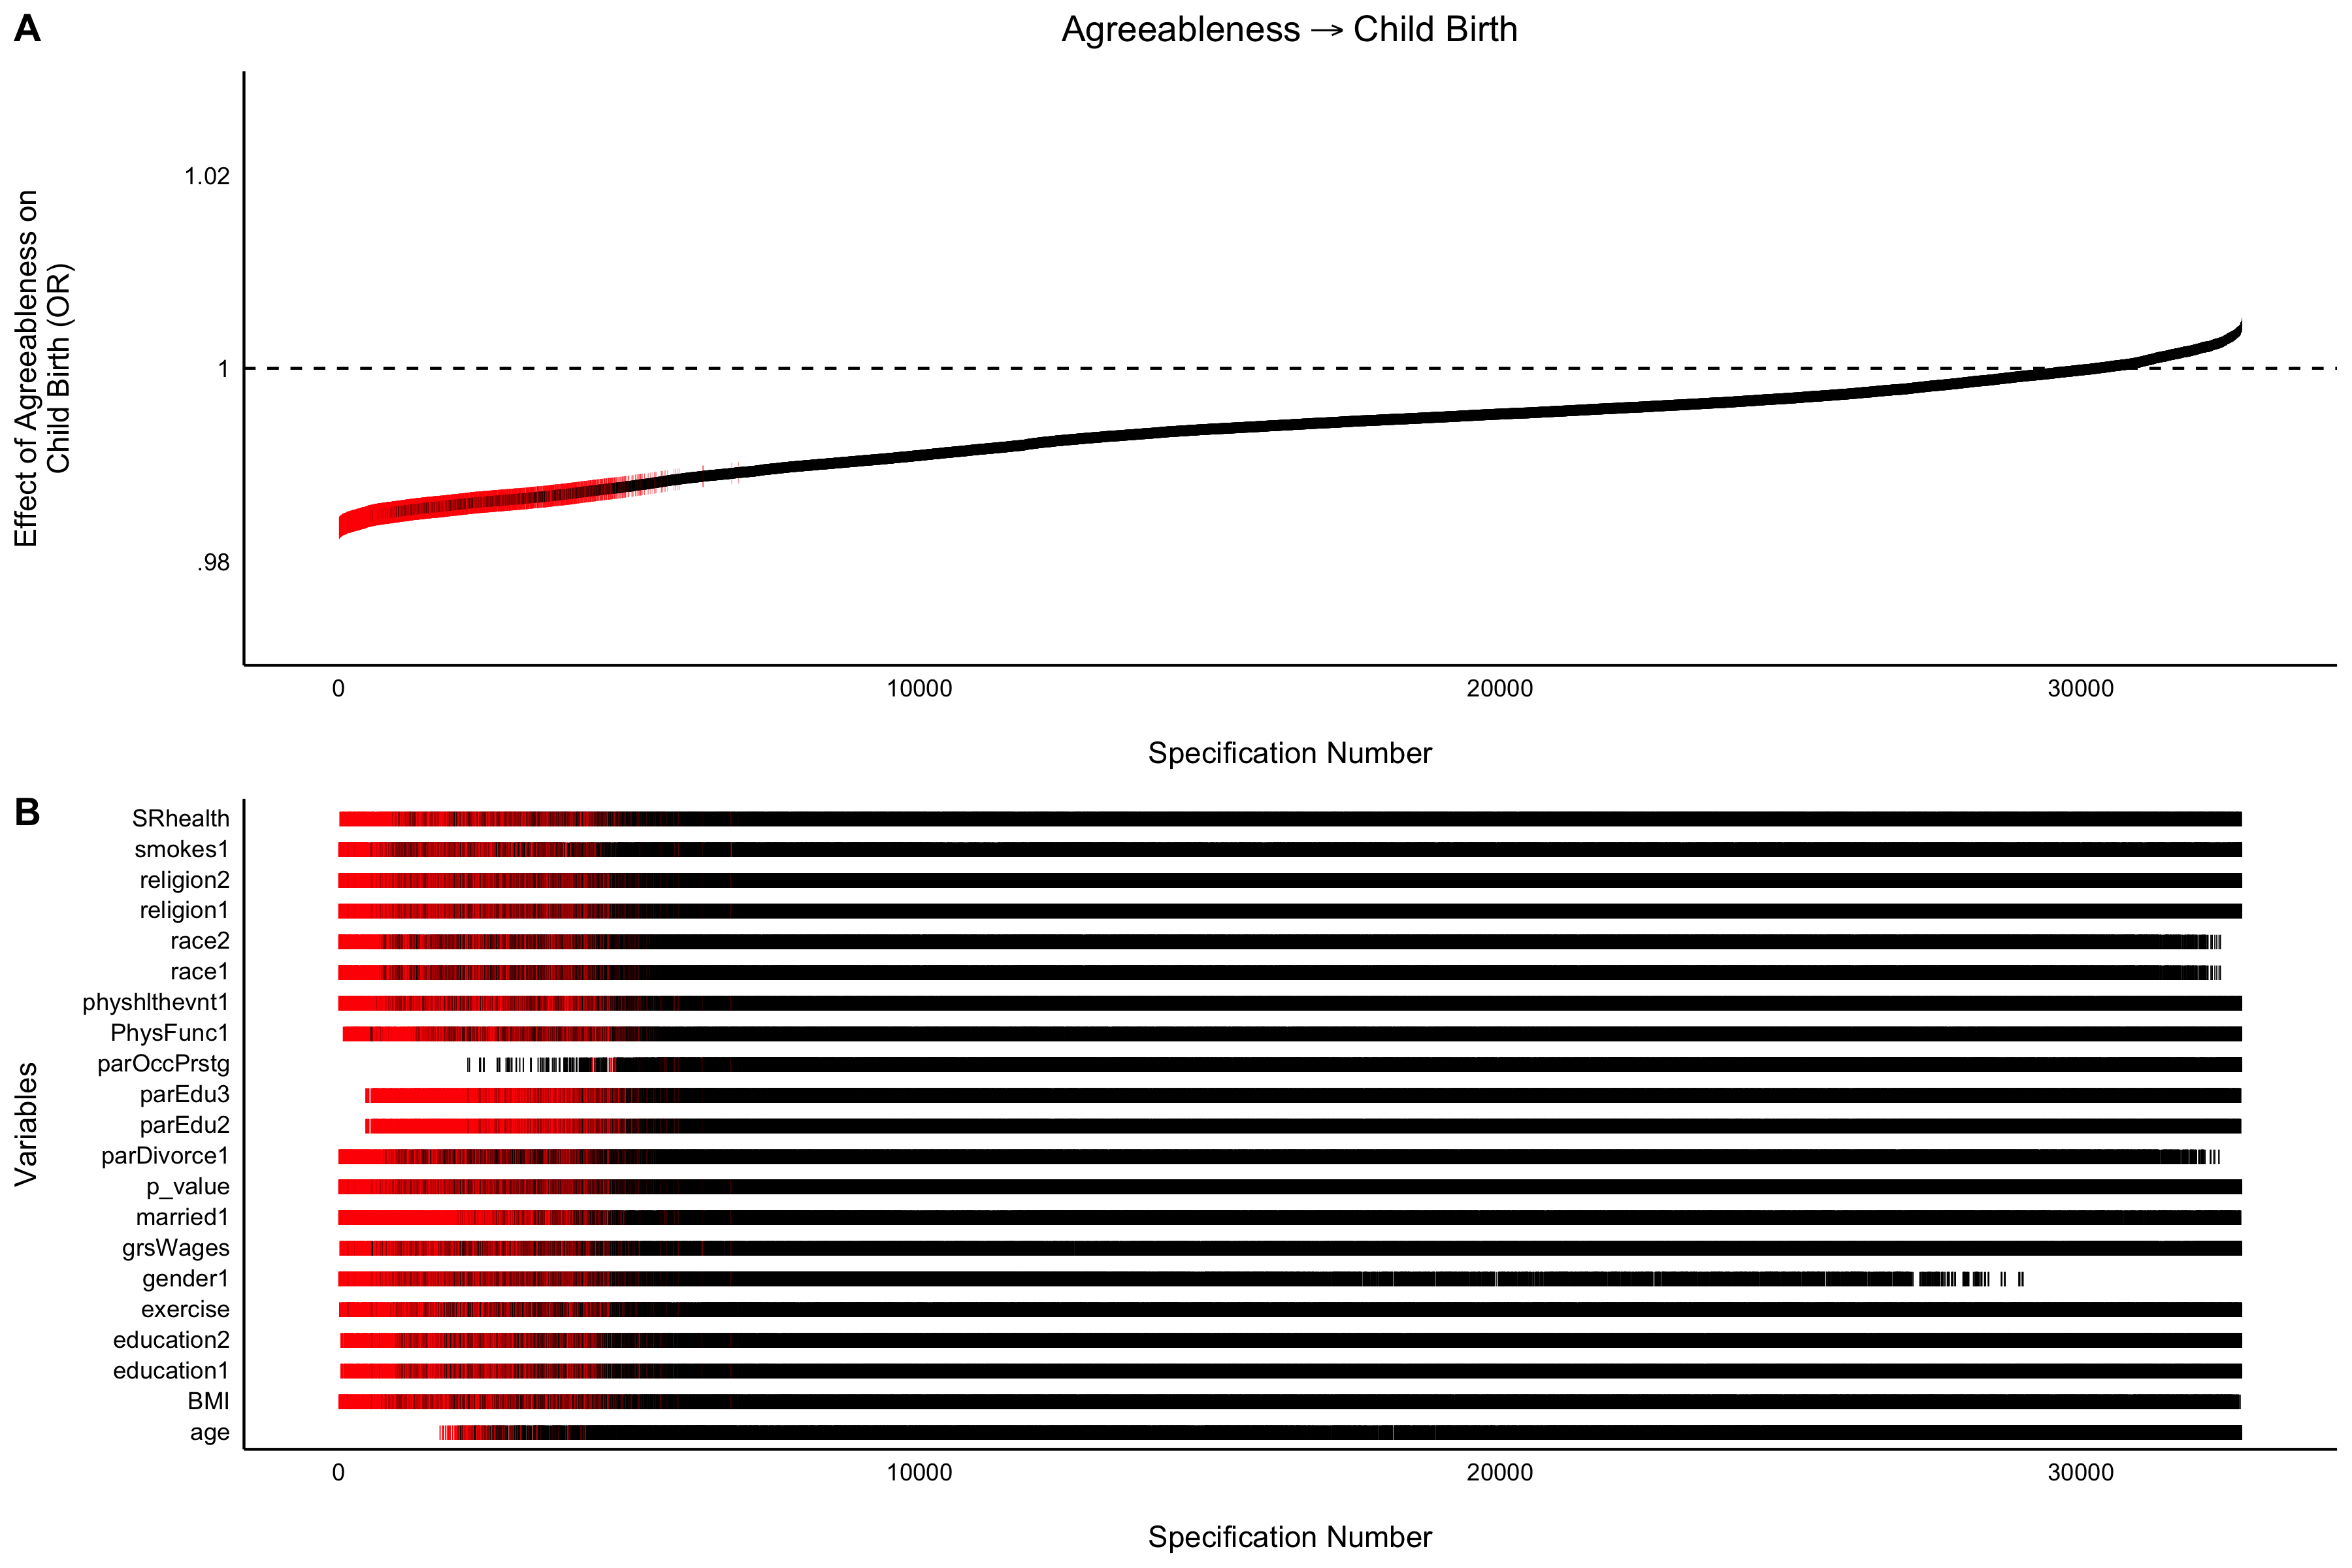 A
Agreeableness → Child Birth
Effect of Agreeableness on
Child Birth (OR)
1.02
1
.98
0 10000 20000 30000
Specification Number
B
Variables
SRhealth
smokes1
religion2
religion1
race2
race1
physhlthevnt1
PhysFunc1
parOccPrstg
parEdu3
parEdu2
parDivorce1
p_value
married1
grsWages
gender1
exercise
education2
education1
BMI
age
0 10000 20000 30000
Specification Number